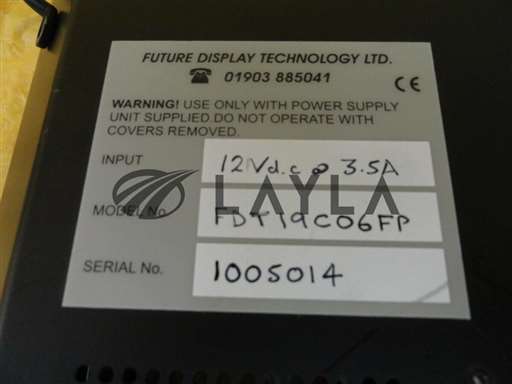 FUTURE DISPLAY TECHNOLOGY LTD.
☎ 01903 885041
CE
WARNING! USE ONLY WITH POWER SUPPLY
UNIT SUPPLIED.DO NOT OPERATE WITH
COVERS REMOVED.
INPUT 12Vd.c @ 3.5A
LAYLA
MODEL No. FDT19C06FP
SERIAL No. 1005014